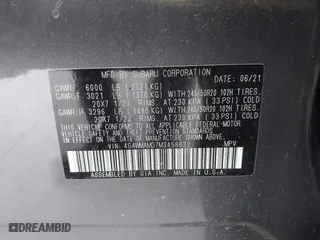 MFD. BY SUBARU CORPORATION 06/21
GVWR: 6000 LB (2721KG)
GAWR:F 3021 LB (1370 KG) WITH 245/50R20 102H TIRES,
20X7 1/2J RIMS, AT 230 KPA (33 PSI) COLD
GAWR:R 3296 LB (1495 KG) WITH 245/50R20 102H TIRES,
20X7 1/2J RIMS, AT 230 KPA (33 PSI) COLD
THIS VEHICLE CONFORMS TO ALL APPLICABLE FEDERAL MOTOR
VEHICLE SAFETY AND THEFT PREVENTION STANDARDS IN
EFFECT ON THE DATE OF MANUFACTURE SHOWN ABOVE.
VIN: 4S4WMAMD7M3458632 MPV
ASSEMBLED BY SIA INC. MADE IN U.S.A.
AUTOBIDMASTER